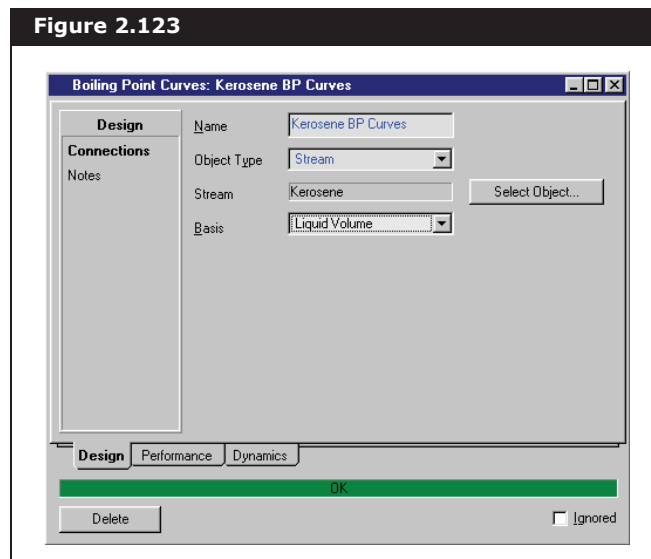 Figure 2.123
Boiling Point Curves: Kerosene BP Curves
Design
Connections
Notes
Name Kerosene BP Curves
Object Type Stream
Stream Kerosene Select Object...
Basis Liquid Volume
Design Performance Dynamics
OK
Delete Ignored